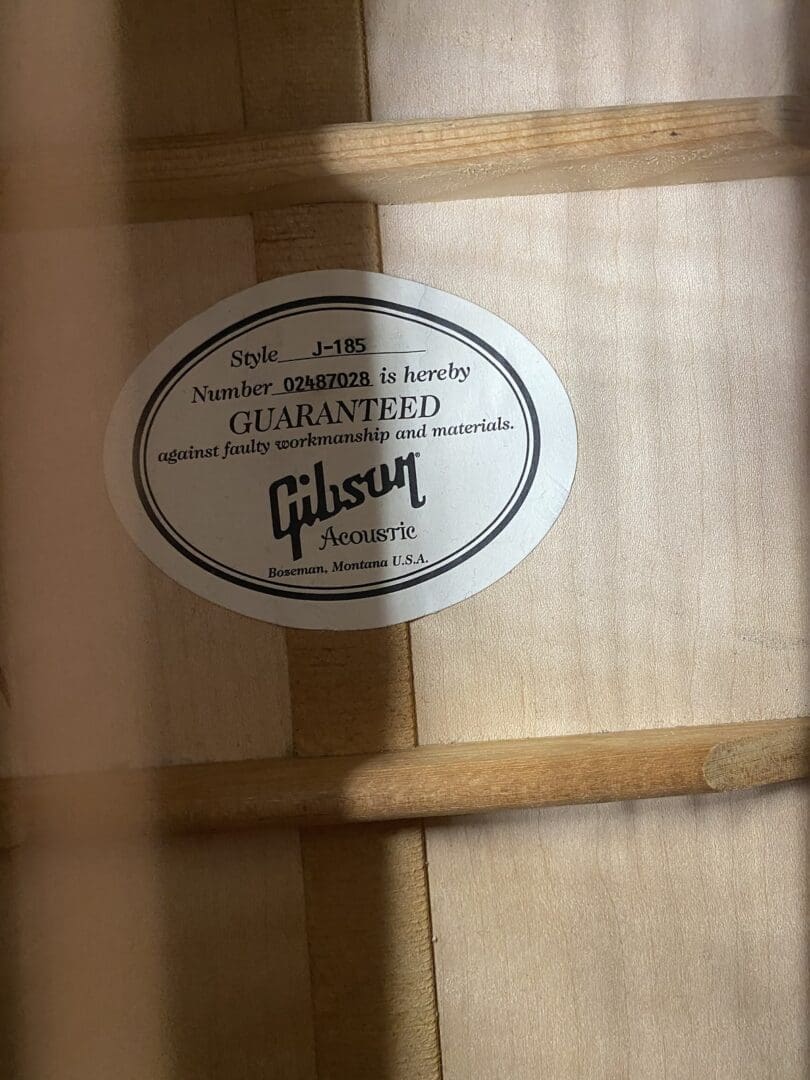 Style J-185
Number 02487028 is hereby
GUARANTEED
against faulty workmanship and materials.
Gibson®
Acoustic
Bozeman, Montana U.S.A.